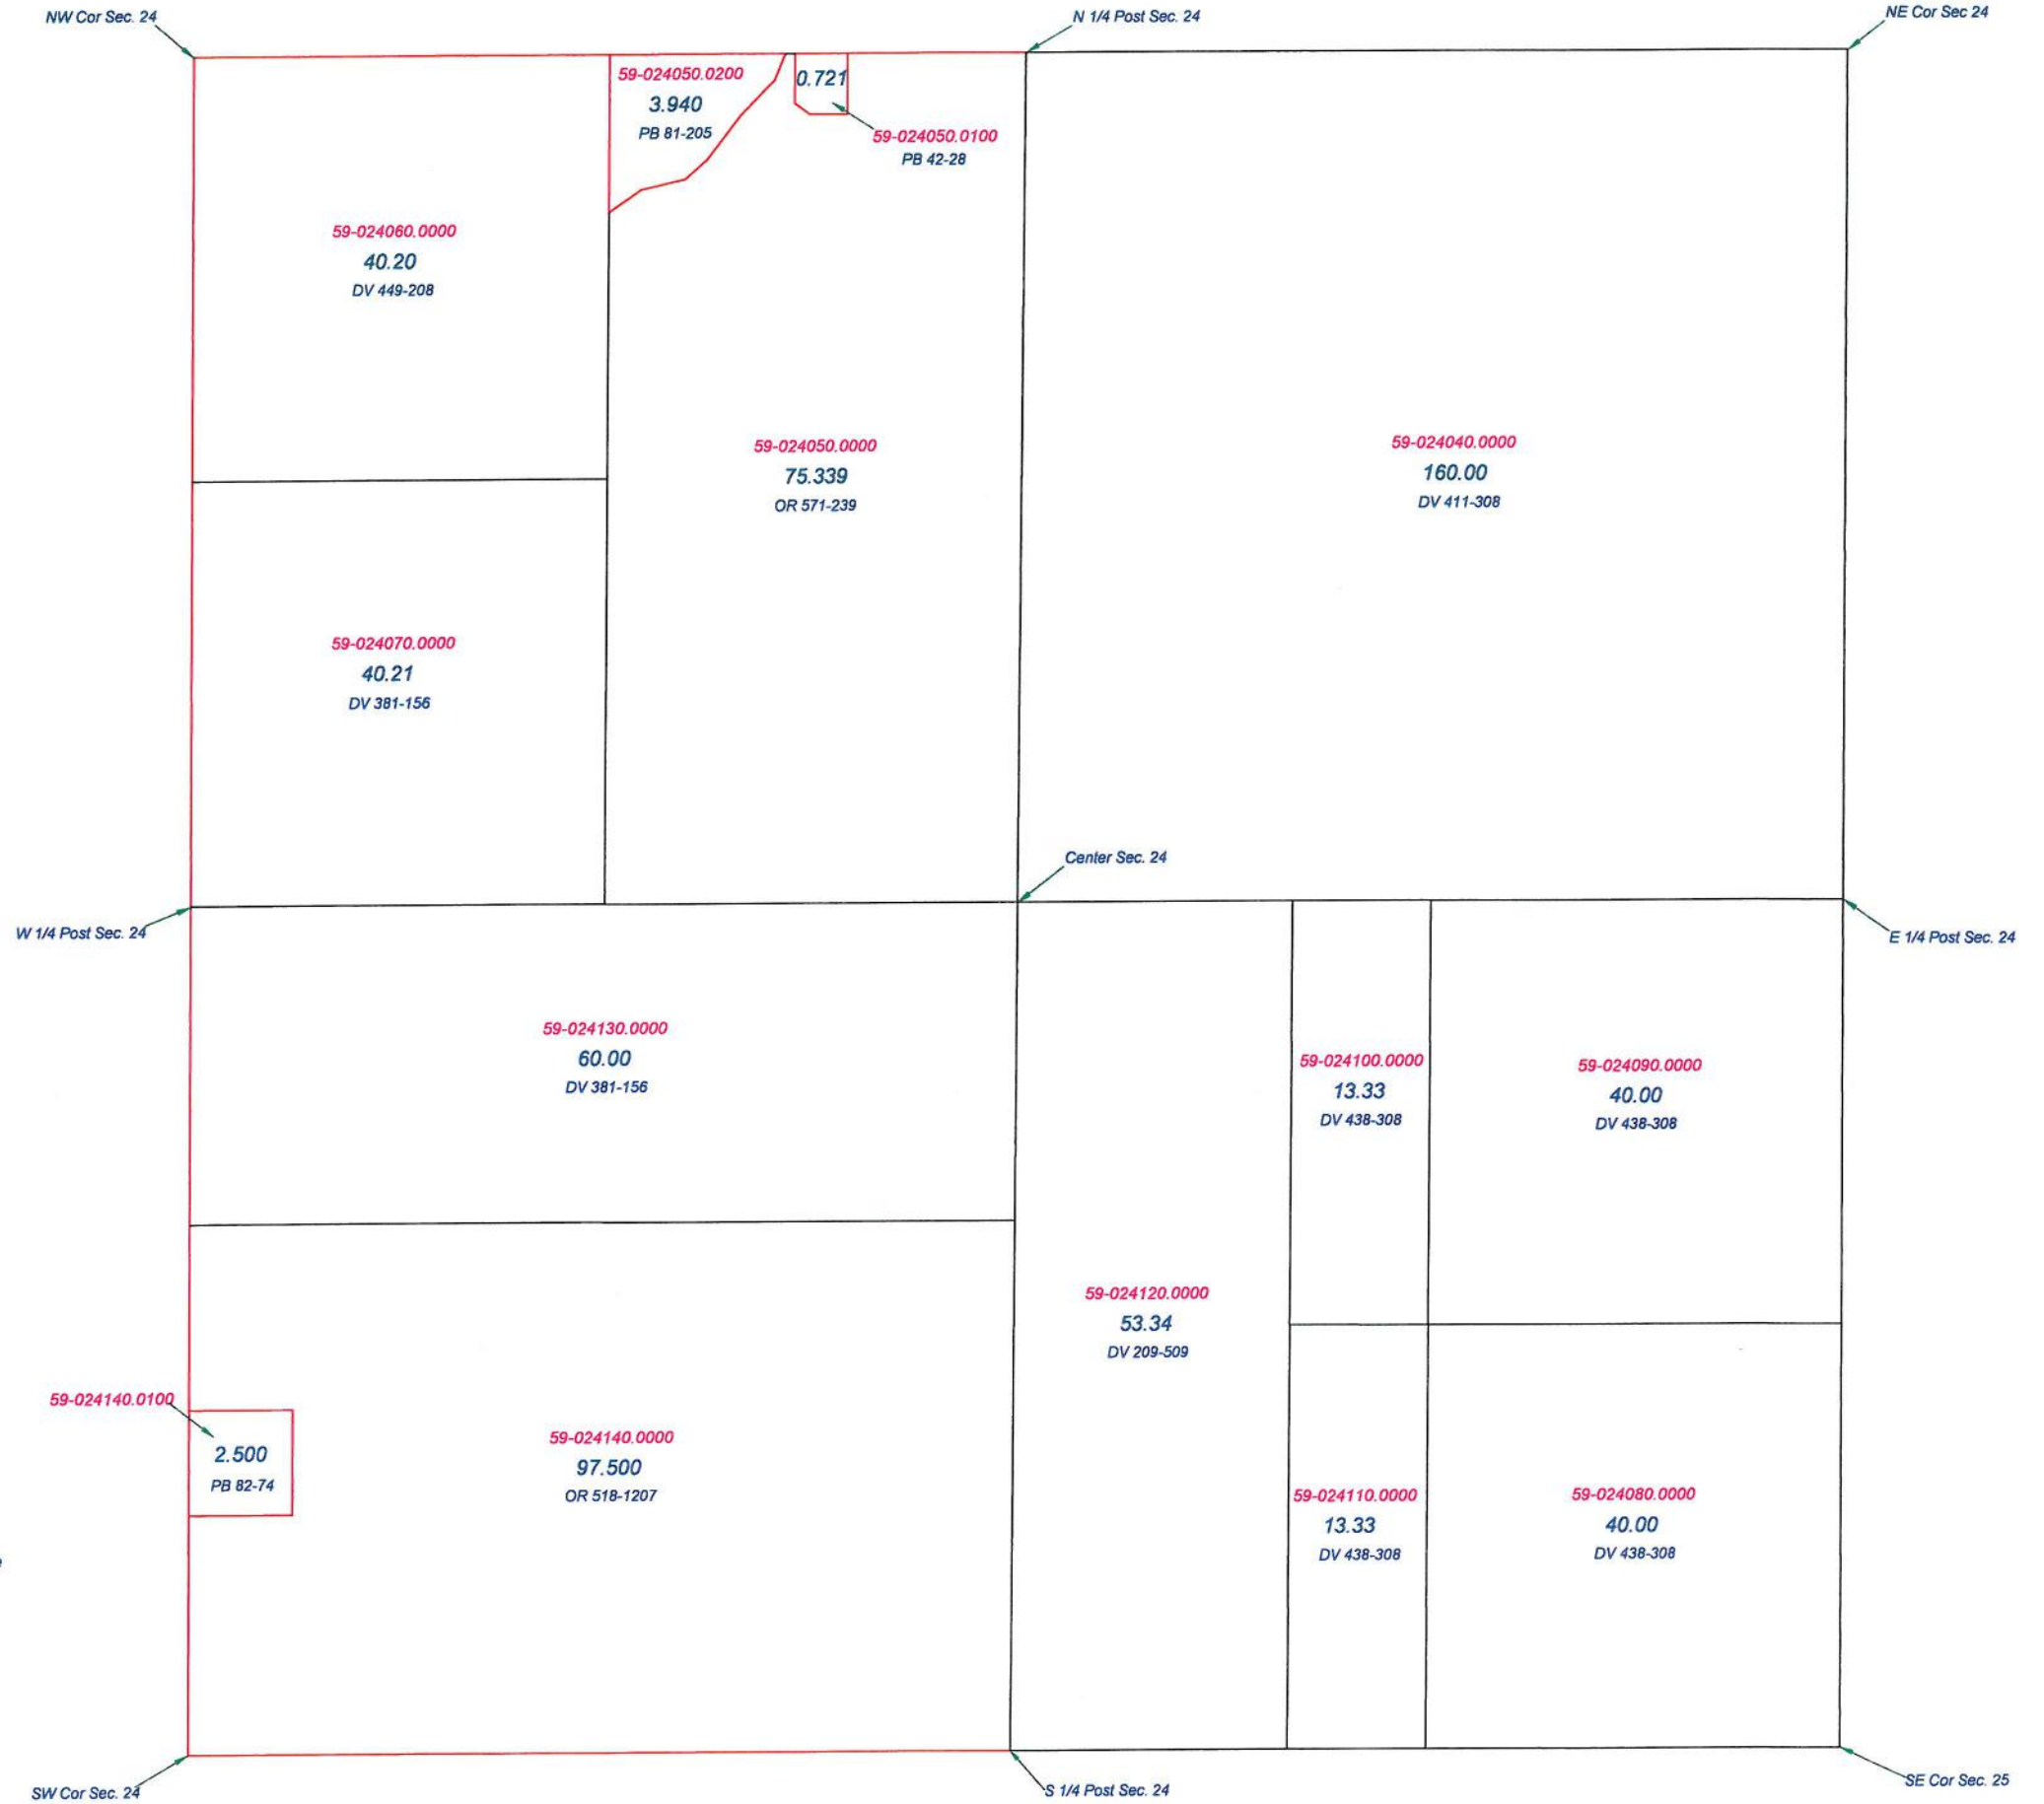 NW Cor Sec. 24
N 1/4 Post Sec. 24
NE Cor Sec 24
59-024050.0200
3.940
PB 81-205
0.721
59-024050.0100
PB 42-28
59-024060.0000
40.20
DV 449-208
59-024050.0000
75.339
OR 571-239
59-024040.0000
160.00
DV 411-308
59-024070.0000
40.21
DV 381-156
Center Sec. 24
W 1/4 Post Sec. 24
E 1/4 Post Sec. 24
59-024130.0000
60.00
DV 381-156
59-024100.0000
13.33
DV 438-308
59-024090.0000
40.00
DV 438-308
59-024120.0000
53.34
DV 209-509
59-024140.0100
2.500
PB 82-74
59-024140.0000
97.500
OR 518-1207
59-024110.0000
13.33
DV 438-308
59-024080.0000
40.00
DV 438-308
SW Cor Sec. 24
S 1/4 Post Sec. 24
SE Cor Sec. 25